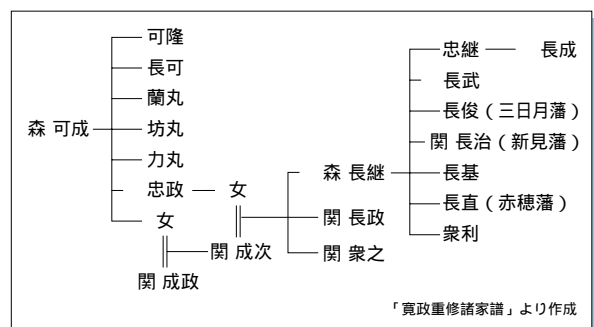 森 可成
可隆
長可
蘭丸
坊丸
力丸
忠政
女
関 成政
女
関 成次
森 長継
関 長政
関 衆之
忠継
長成
長武
長俊（三日月藩）
関 長治（新見藩）
長基
長直（赤穂藩）
衆利
「寛政重修諸家譜」より作成